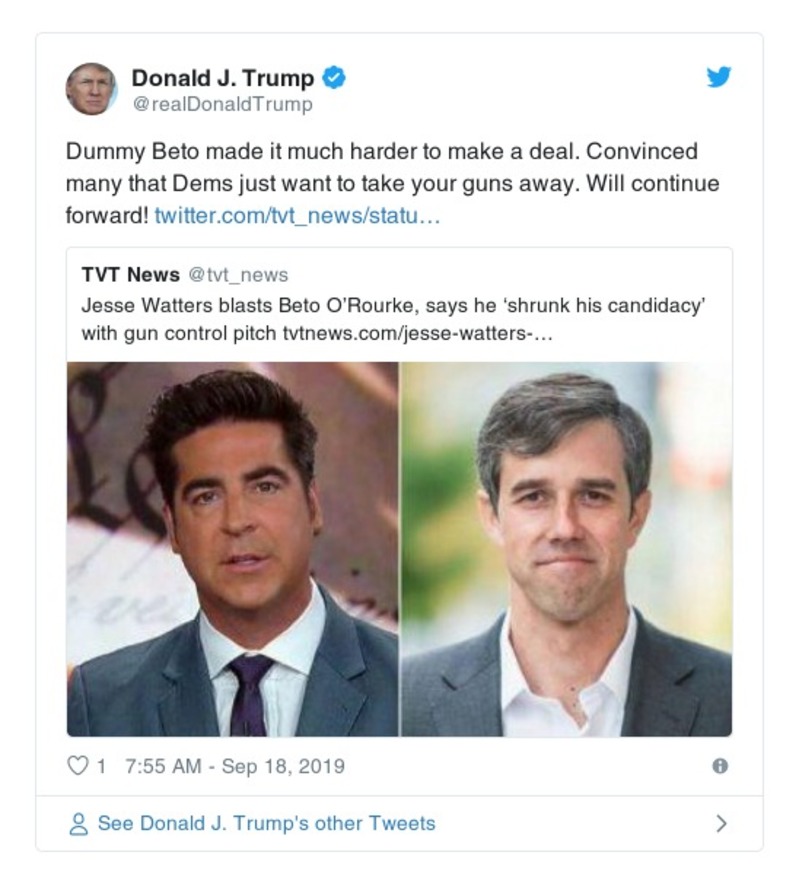 Donald J. Trump
@realDonaldTrump
Dummy Beto made it much harder to make a deal. Convinced
many that Dems just want to take your guns away. Will continue
forward! twitter.com/tvt_news/statu…
TVT News @tvt_news
Jesse Watters blasts Beto O’Rourke, says he ‘shrunk his candidacy’
with gun control pitch tvtnews.com/jesse-watters-…
1 7:55 AM - Sep 18, 2019
See Donald J. Trump's other Tweets